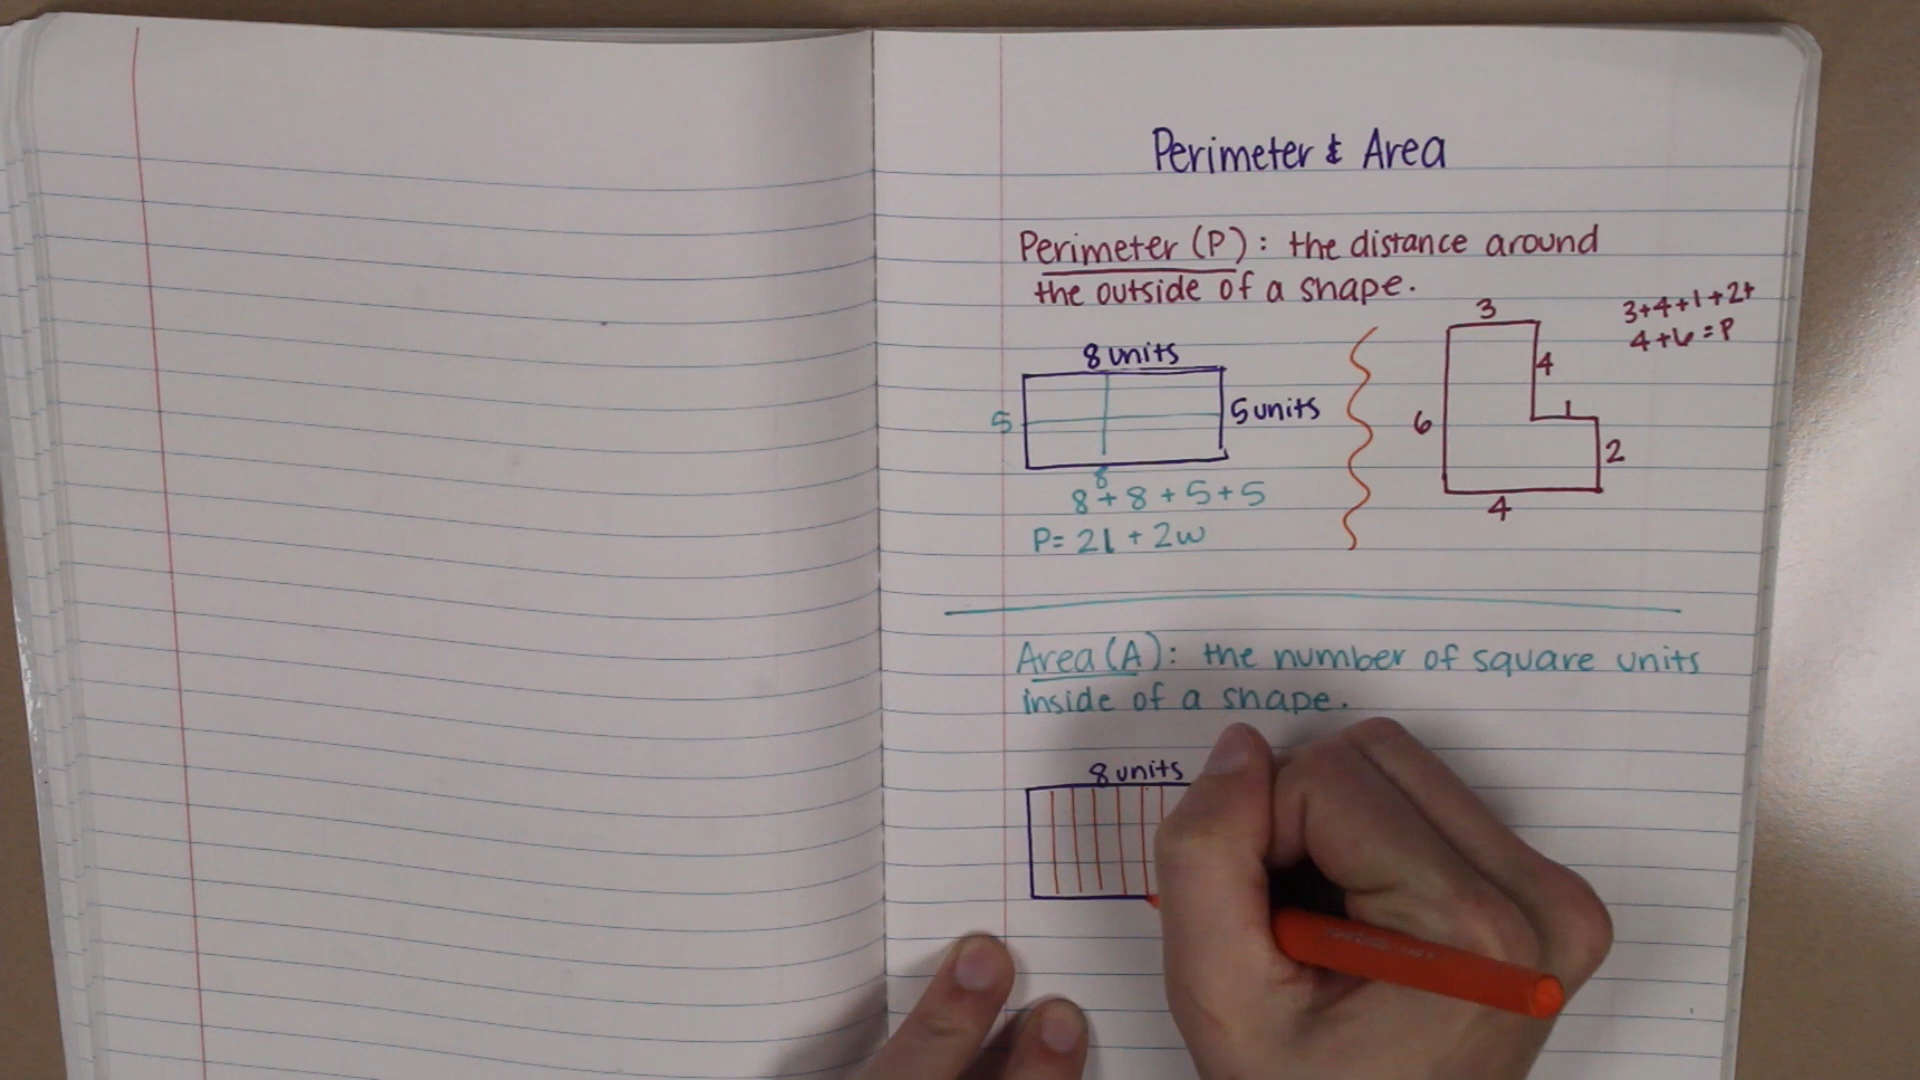 Perimeter & Area
Perimeter (P): the distance around
the outside of a shape.
8 units
5
5 units
8
8 + 8 + 5 + 5
P = 2l + 2w
3
4
1
2
4
6
3+4+1+2+
4+6=P
Area (A): the number of square units
inside of a shape.
8 units